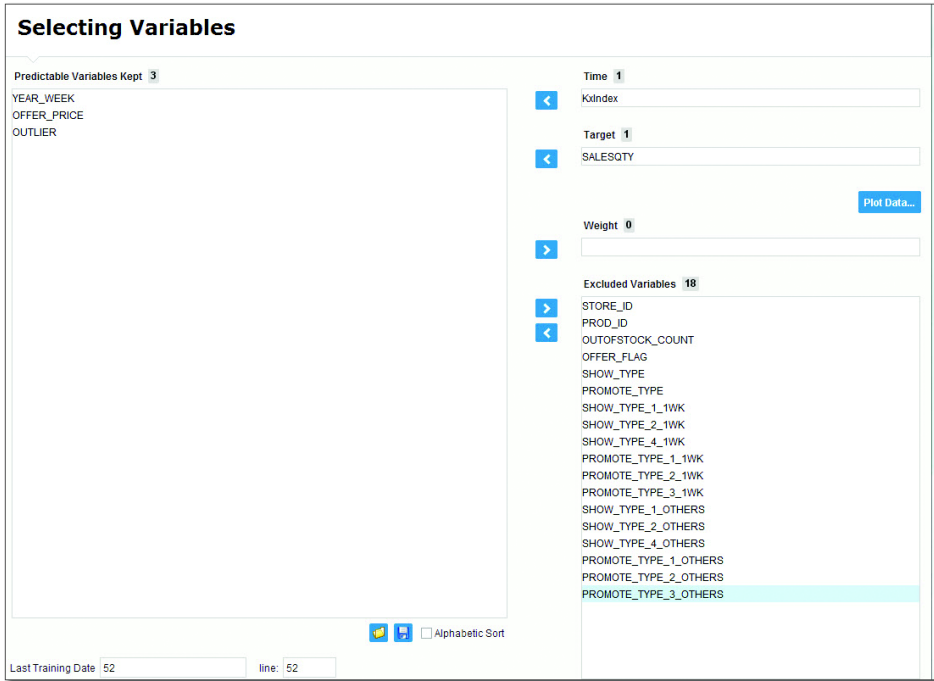 Selecting Variables
Predictable Variables Kept 3
YEAR_WEEK
OFFER_PRICE
OUTLIER
Time 1
KxIndex
Target 1
SALESQTY
Plot Data...
Weight 0
Excluded Variables 18
STORE_ID
PROD_ID
OUTOFSTOCK_COUNT
OFFER_FLAG
SHOW_TYPE
PROMOTE_TYPE
SHOW_TYPE_1_1WK
SHOW_TYPE_2_1WK
SHOW_TYPE_4_1WK
PROMOTE_TYPE_1_1WK
PROMOTE_TYPE_2_1WK
PROMOTE_TYPE_3_1WK
SHOW_TYPE_1_OTHERS
SHOW_TYPE_2_OTHERS
SHOW_TYPE_4_OTHERS
PROMOTE_TYPE_1_OTHERS
PROMOTE_TYPE_2_OTHERS
PROMOTE_TYPE_3_OTHERS
Alphabetic Sort
Last Training Date 52 line: 52